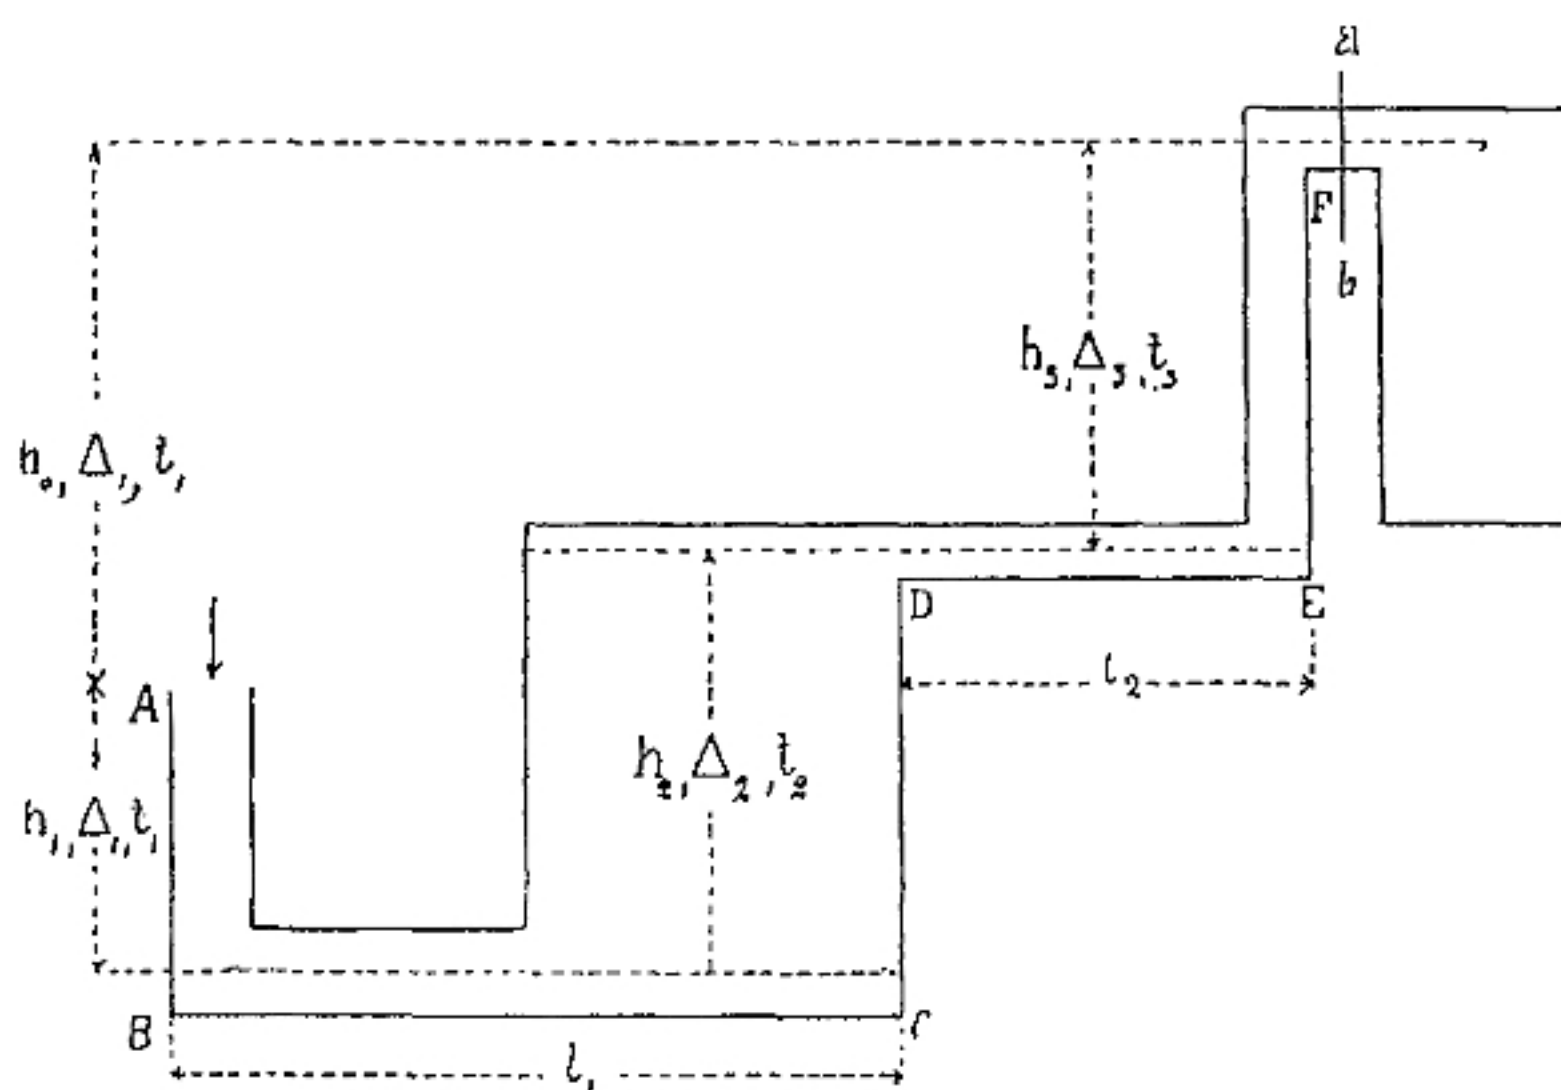 a
F
b
h₃, Δ₃, t₃
h₀, Δ₁, t₁
D
E
A
l₂
h₂, Δ₂, t₂
h₁, Δ₁, t₁
B
C
l₁